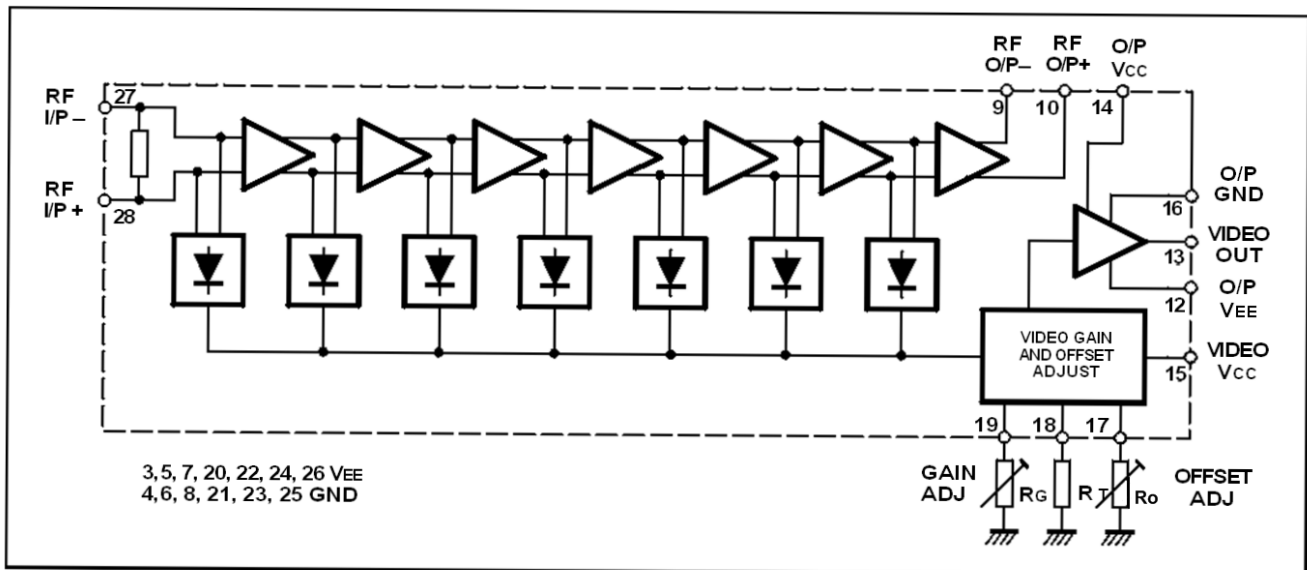 RF
O/P–
RF
O/P+
O/P
VCC
9
10
14
RF
I/P –
27
RF
I/P +
28
16
O/P
GND
13
VIDEO
OUT
12
O/P
VEE
VIDEO GAIN
AND OFFSET
ADJUST
15
VIDEO
VCC
19
18
17
3, 5, 7, 20, 22, 24, 26 VEE
4, 6, 8, 21, 23, 25 GND
GAIN
ADJ
RG
RT
RO
OFFSET
ADJ